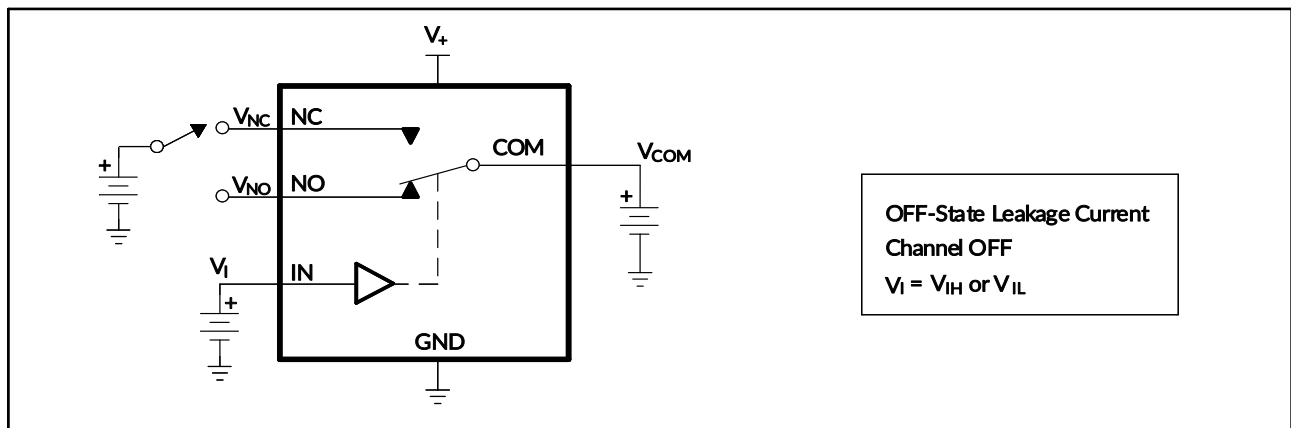 V+
VNC NC
COM VCOM
VNO NO
VI IN
GND
+
+
+
OFF-State Leakage Current
Channel OFF
VI = VIH or VIL